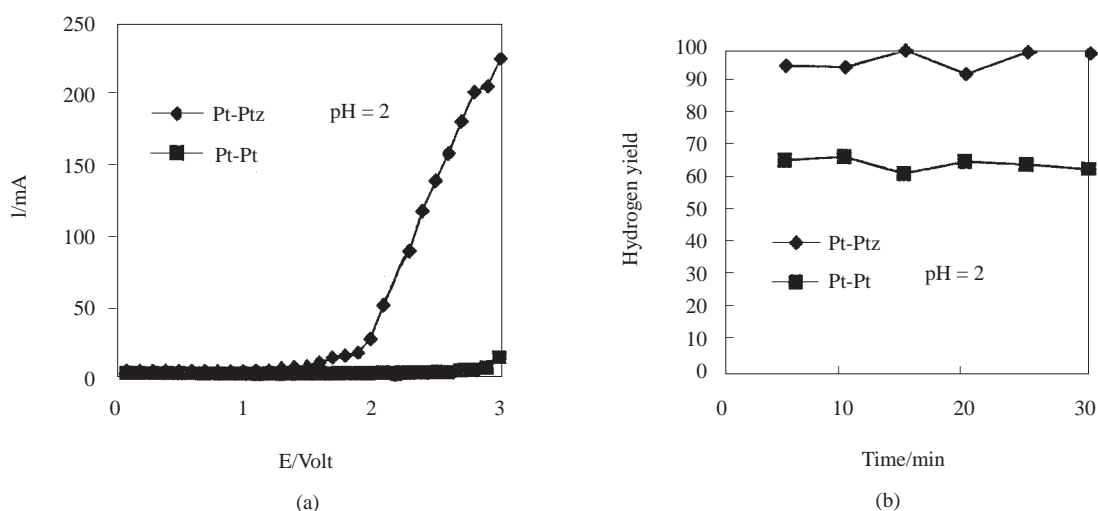 250
200
150
100
50
0
I/mA
Pt-Ptz
Pt-Pt
pH = 2
0 1 2 3
E/Volt
(a)
100
90
80
70
60
50
40
30
20
10
0
Hydrogen yield
Pt-Ptz
Pt-Pt
pH = 2
0 10 20 30
Time/min
(b)